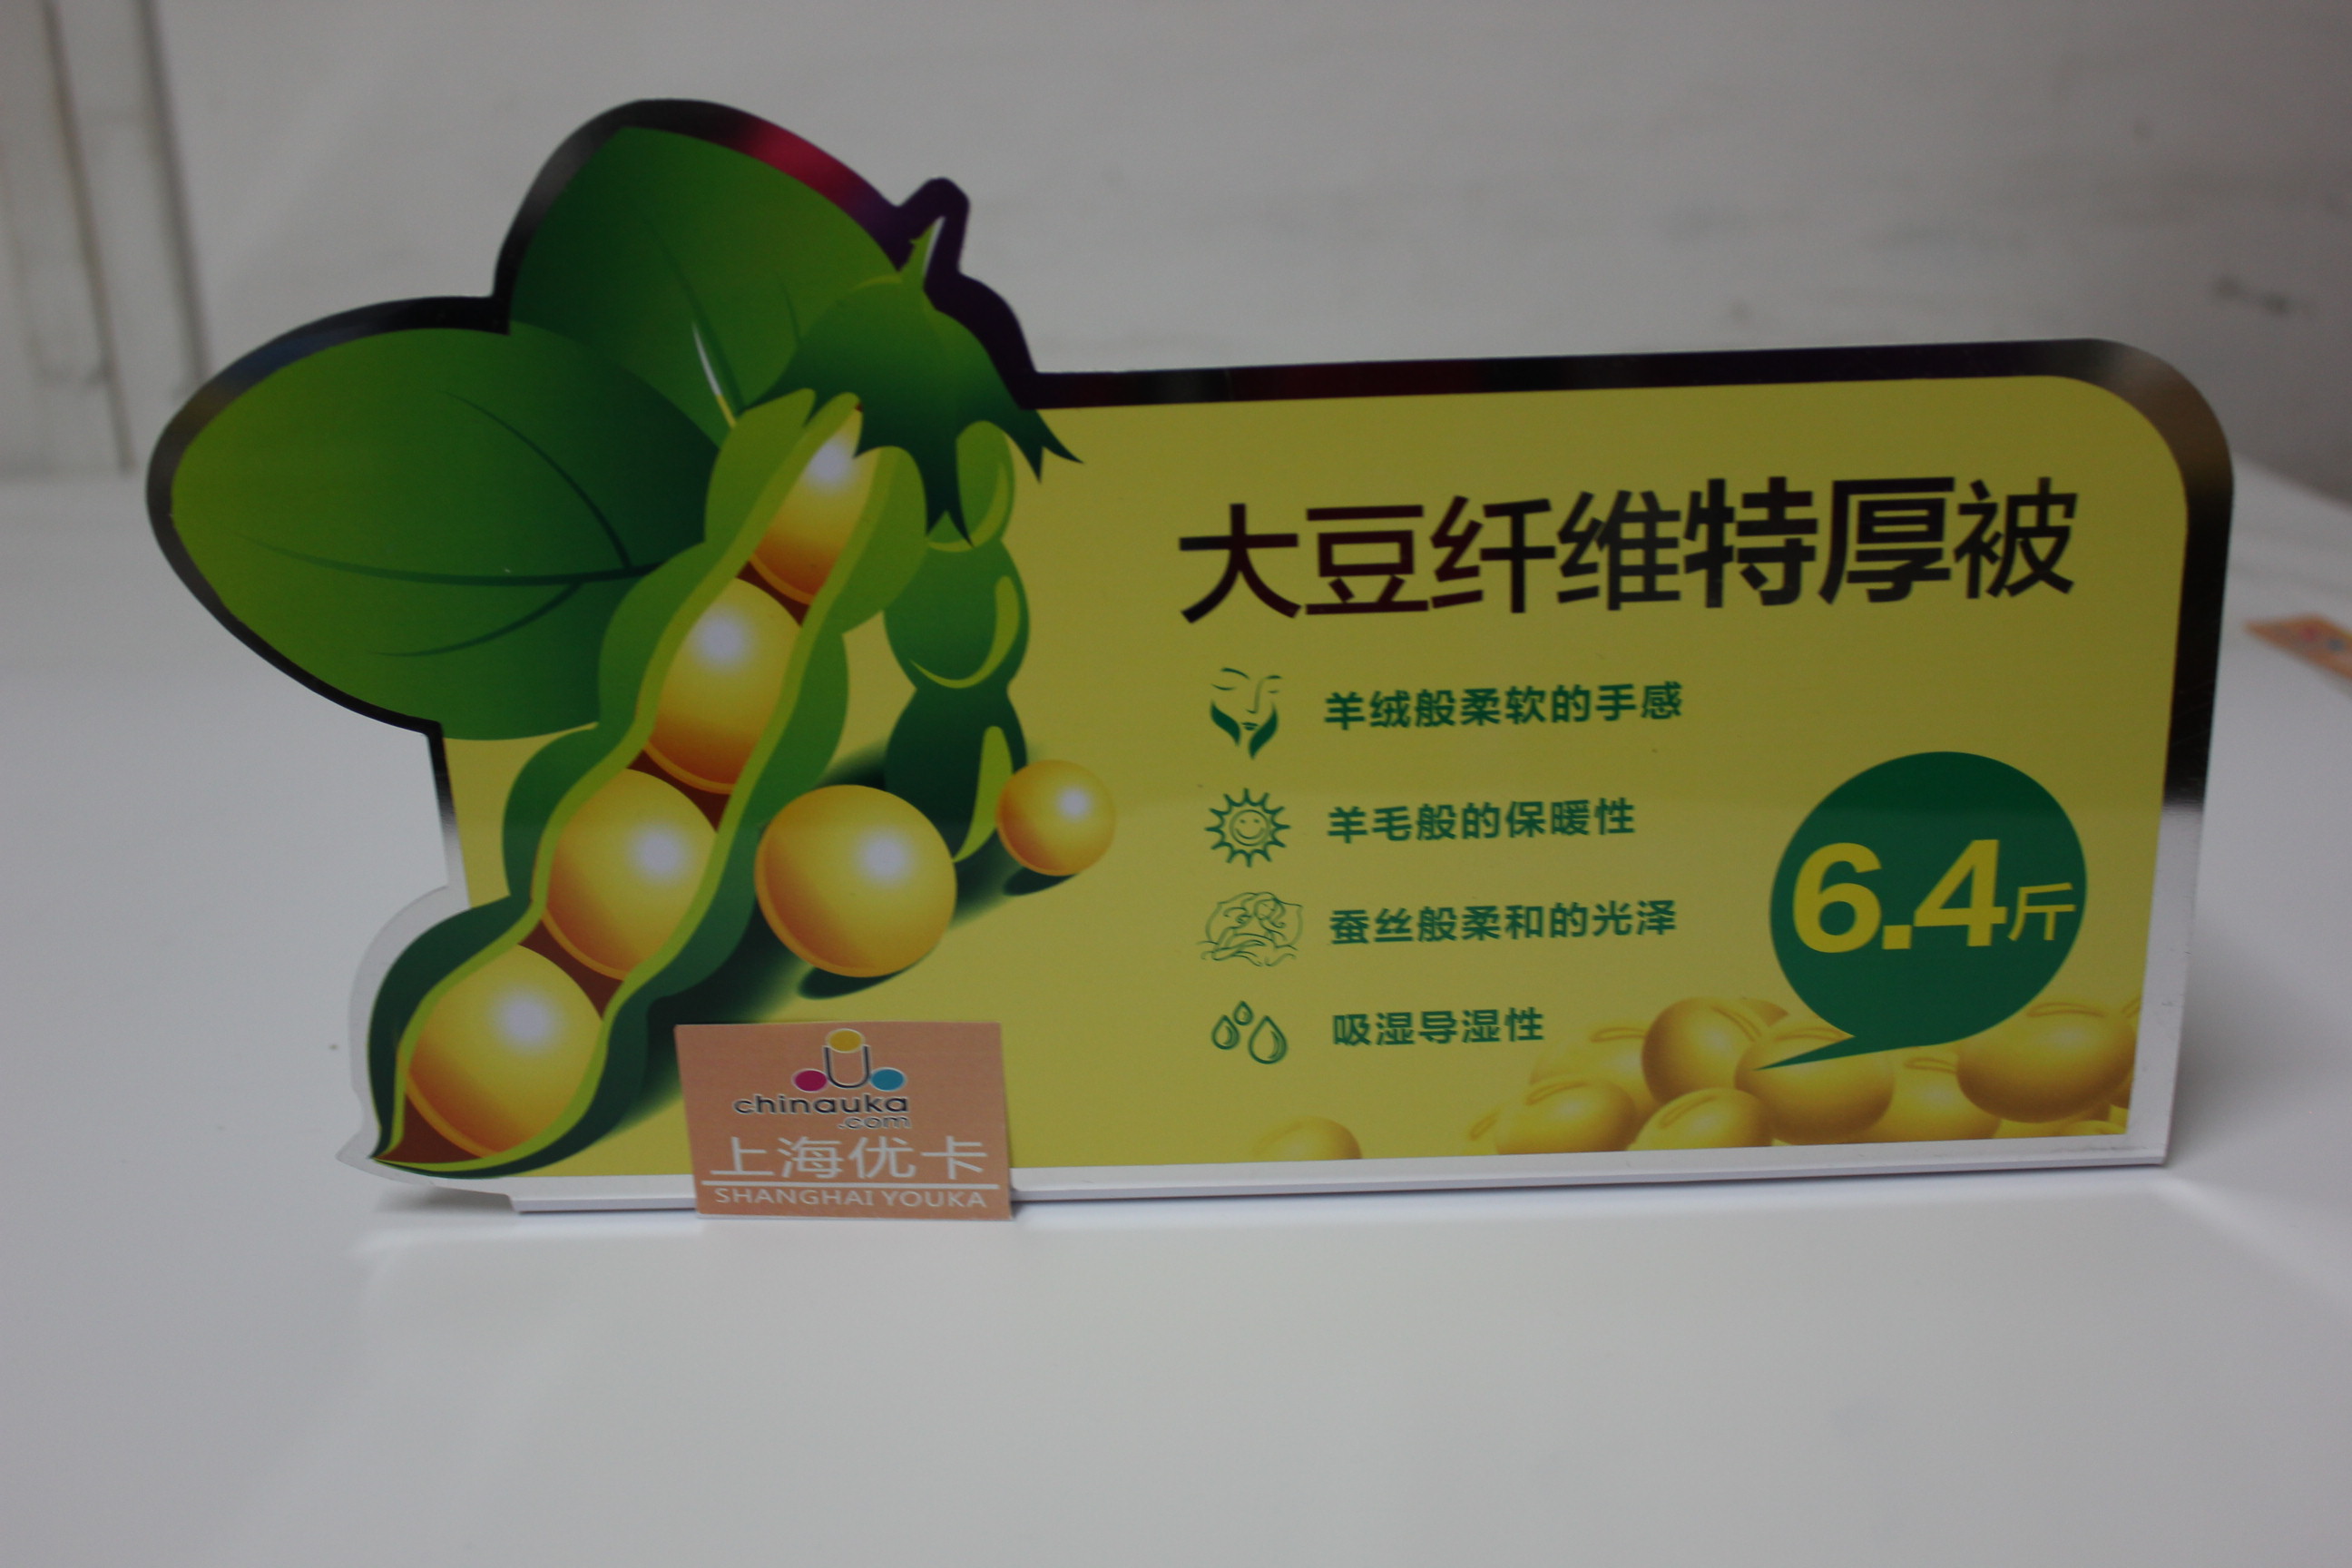 大豆纤维特厚被
羊绒般柔软的手感
羊毛般的保暖性
蚕丝般柔和的光泽
吸湿导湿性
6.4斤
chinauka
.com
上海优卡
SHANGHAI YOUKA